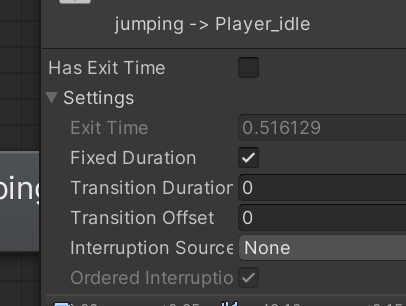 jumping -> Player_idle
Has Exit Time
Settings
Exit Time 0.516129
Fixed Duration
Transition Duration 0
Transition Offset 0
Interruption Source None
Ordered Interruptio